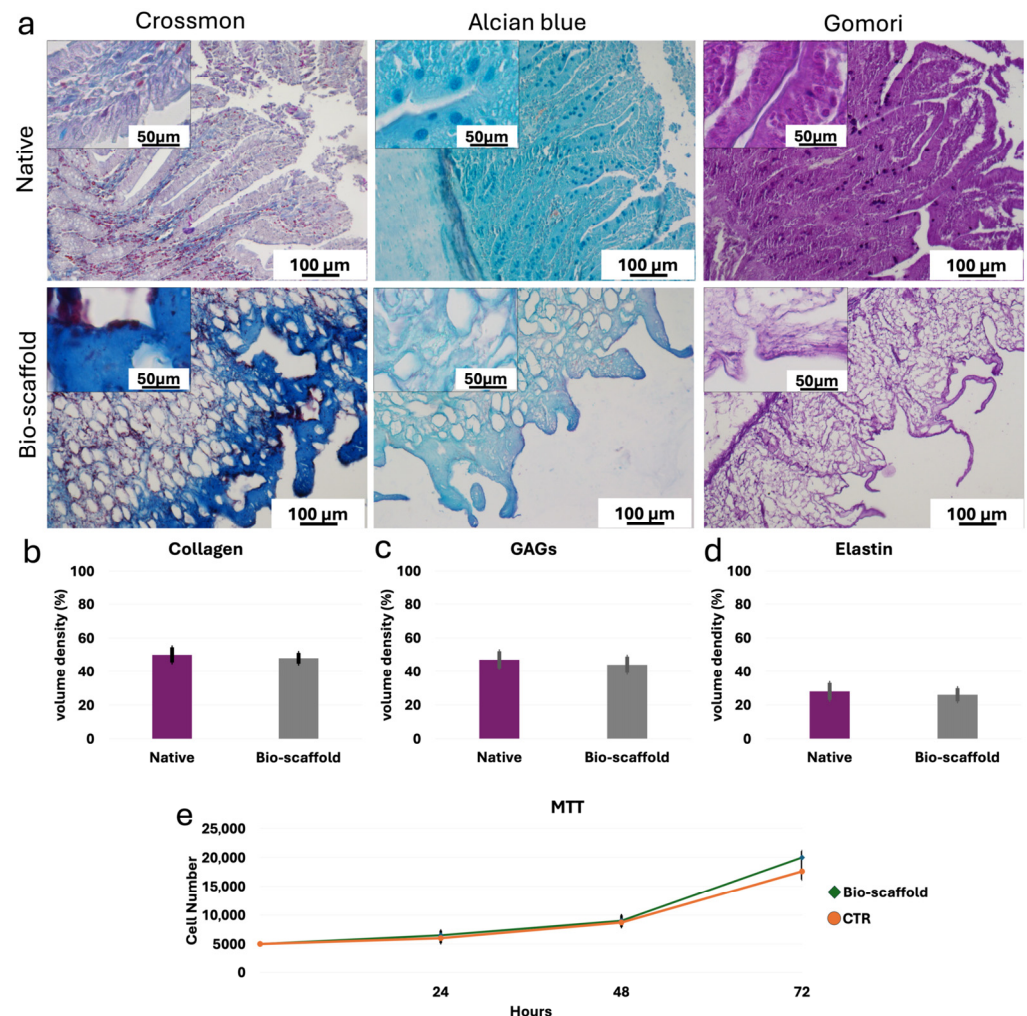 a
Crossmon
Alcian blue
Gomori
Native
50µm
100 µm
50µm
100 µm
50µm
100 µm
Bio-scaffold
50µm
100 µm
50µm
100 µm
50µm
100 µm
b
Collagen
volume density (%)
100
80
60
40
20
0
Native
Bio-scaffold
c
GAGs
volume density (%)
100
80
60
40
20
0
Native
Bio-scaffold
d
Elastin
volume dendity (%)
100
80
60
40
20
0
Native
Bio-scaffold
e
MTT
Cell Number
25,000
20,000
15,000
10,000
5000
0
24
48
72
Hours
Bio-scaffold
CTR